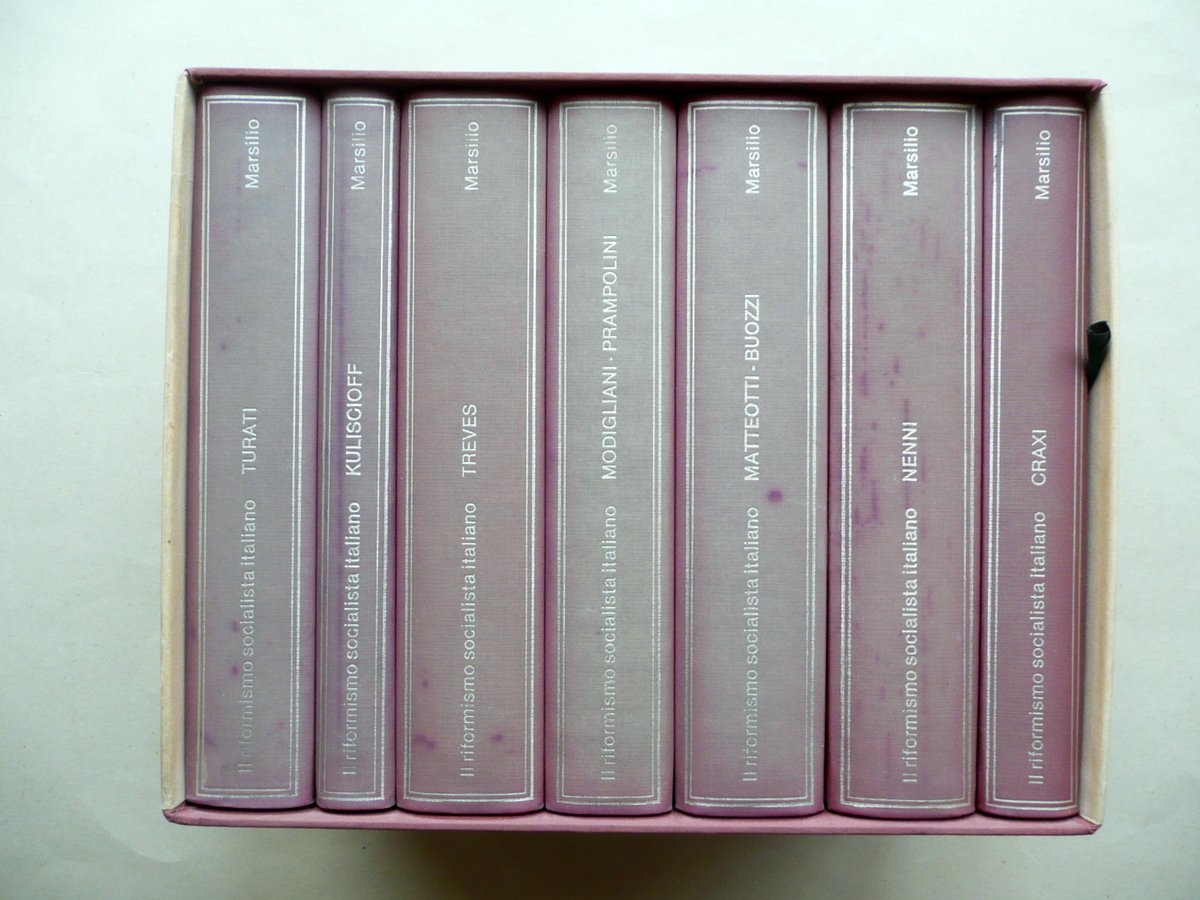 Il riformismo socialista italiano TURATI Marsilio
Il riformismo socialista italiano KULISCIOFF Marsilio
Il riformismo socialista italiano TREVES Marsilio
Il riformismo socialista italiano MODIGLIANI - PRAMPOLINI Marsilio
Il riformismo socialista italiano MATTEOTTI - BUOZZI Marsilio
Il riformismo socialista italiano NENNI Marsilio
Il riformismo socialista italiano CRAXI Marsilio